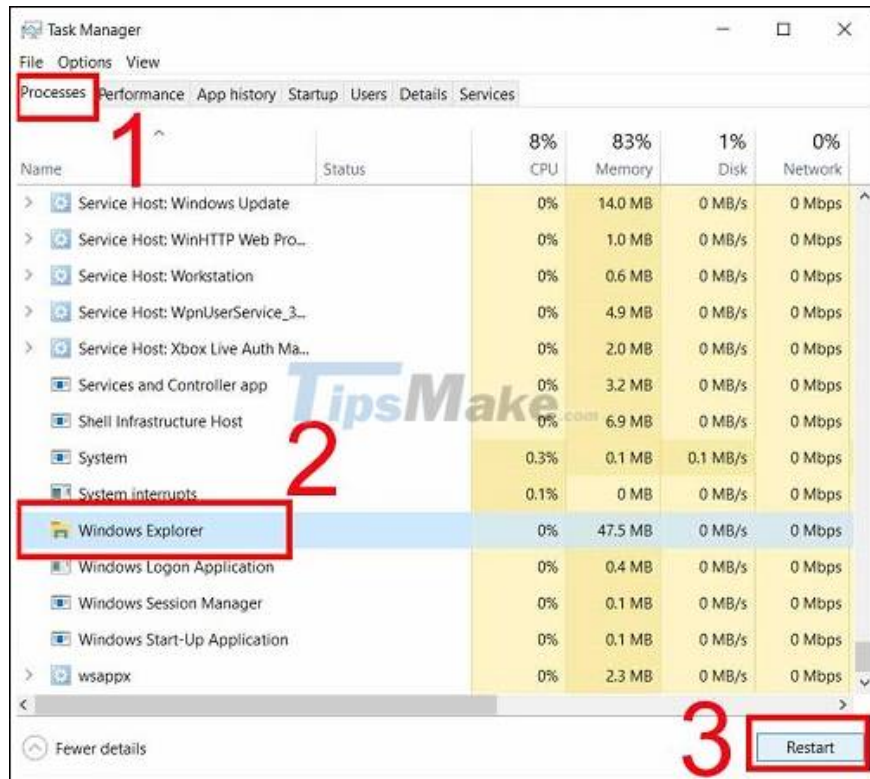 Task Manager
File Options View
Processes Performance App history Startup Users Details Services
1
8% 83% 1% 0%
Name Status CPU Memory Disk Network
Service Host: Windows Update 0% 14.0 MB 0 MB/s 0 Mbps
Service Host: WinHTTP Web Pro... 0% 1.0 MB 0 MB/s 0 Mbps
Service Host: Workstation 0% 0.6 MB 0 MB/s 0 Mbps
Service Host: WpnUserService_3... 0% 4.9 MB 0 MB/s 0 Mbps
Service Host: Xbox Live Auth Ma... 0% 2.0 MB 0 MB/s 0 Mbps
Services and Controller app 0% 3.2 MB 0 MB/s 0 Mbps
TipsMake.com
Shell Infrastructure Host 0% 6.9 MB 0 MB/s 0 Mbps
2
System 0.3% 0.1 MB 0.1 MB/s 0 Mbps
System interrupts 0.1% 0 MB 0 MB/s 0 Mbps
Windows Explorer 0% 47.5 MB 0 MB/s 0 Mbps
Windows Logon Application 0% 0.4 MB 0 MB/s 0 Mbps
Windows Session Manager 0% 0.1 MB 0 MB/s 0 Mbps
Windows Start-Up Application 0% 0.1 MB 0 MB/s 0 Mbps
wsappx 0% 2.3 MB 0 MB/s 0 Mbps
Fewer details 3 Restart